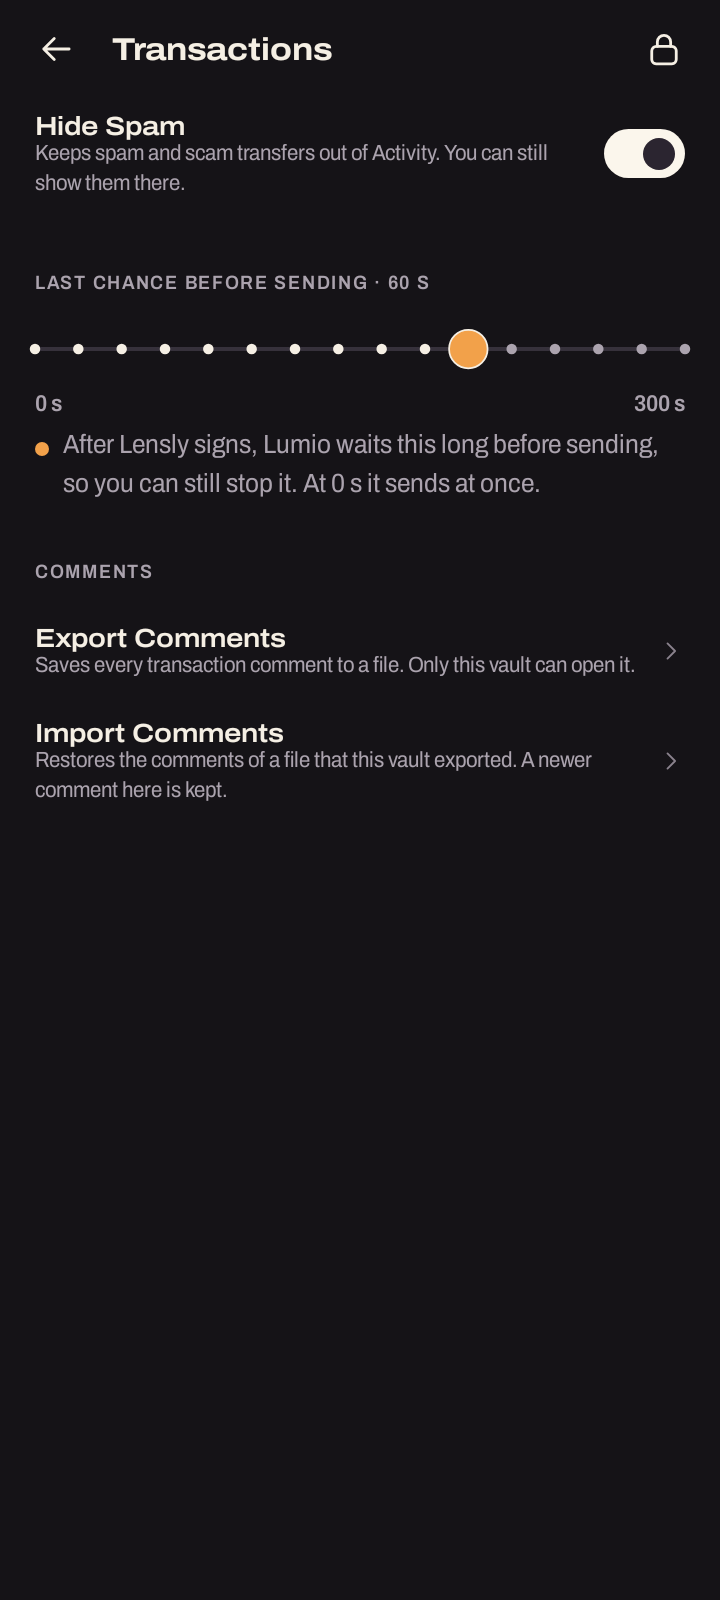 Transactions
Hide Spam
Keeps spam and scam transfers out of Activity. You can still
show them there.
LAST CHANCE BEFORE SENDING · 60 S
0 s
300 s
After Lensly signs, Lumio waits this long before sending,
so you can still stop it. At 0 s it sends at once.
COMMENTS
Export Comments
Saves every transaction comment to a file. Only this vault can open it.
Import Comments
Restores the comments of a file that this vault exported. A newer
comment here is kept.